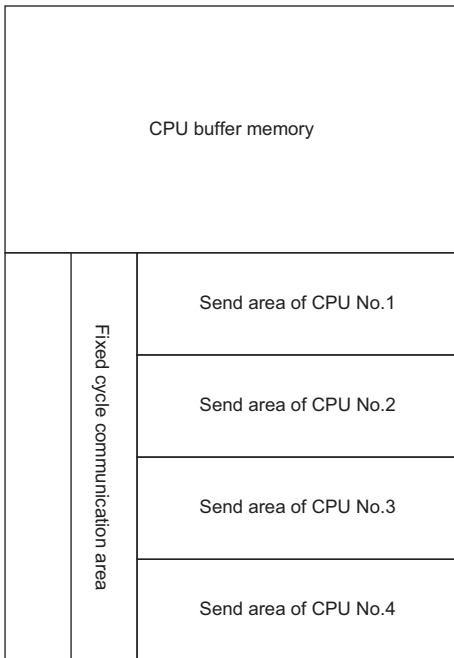 CPU buffer memory
Fixed cycle communication area
Send area of CPU No.1
Send area of CPU No.2
Send area of CPU No.3
Send area of CPU No.4